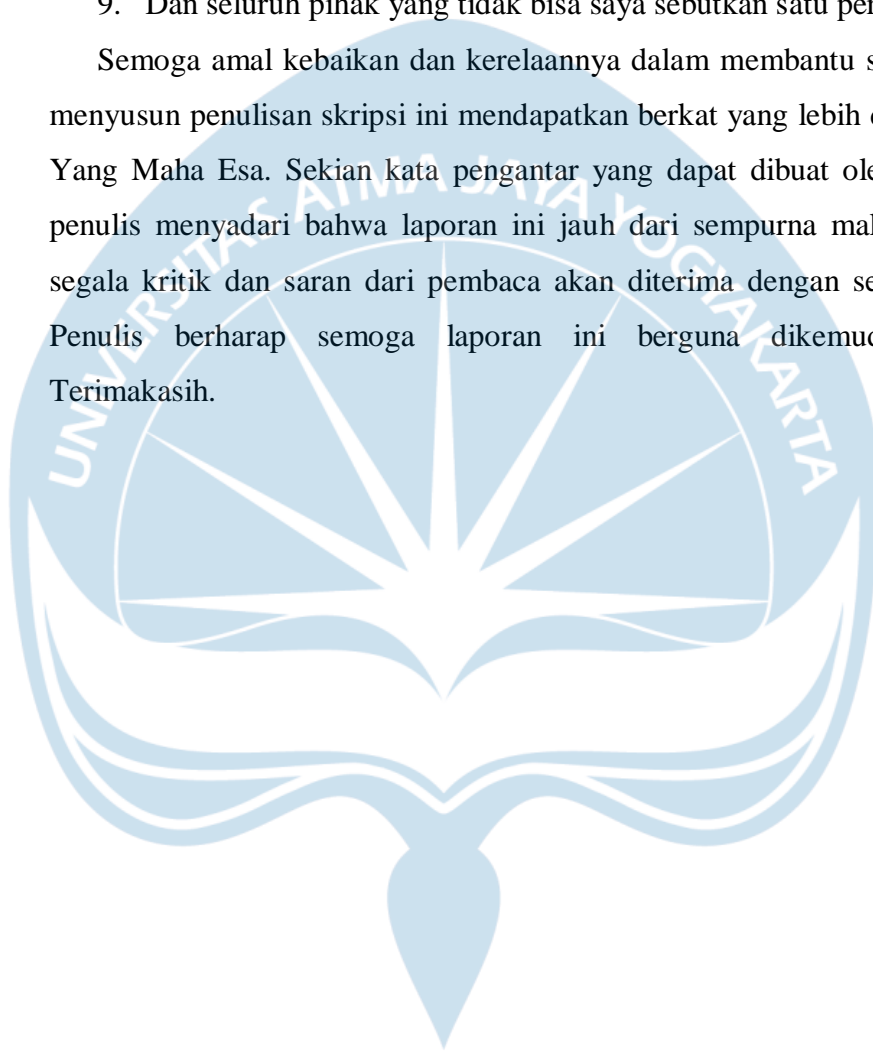 9. Dan seluruh pihak yang tidak bisa saya sebutkan satu
Semoga amal kebaikan dan kerelaannya dalam membantu
menyusun penulisan skripsi ini mendapatkan berkat yang lebih
Yang Maha Esa. Sekian kata pengantar yang dapat dibuat
penulis menyadari bahwa laporan ini jauh dari sempurna
segala kritik dan saran dari pembaca akan diterima dengan
Penulis berharap semoga laporan ini berguna
Terimakasih.
UNIVERSITAS ATMA JAYA YOGYAKARTA